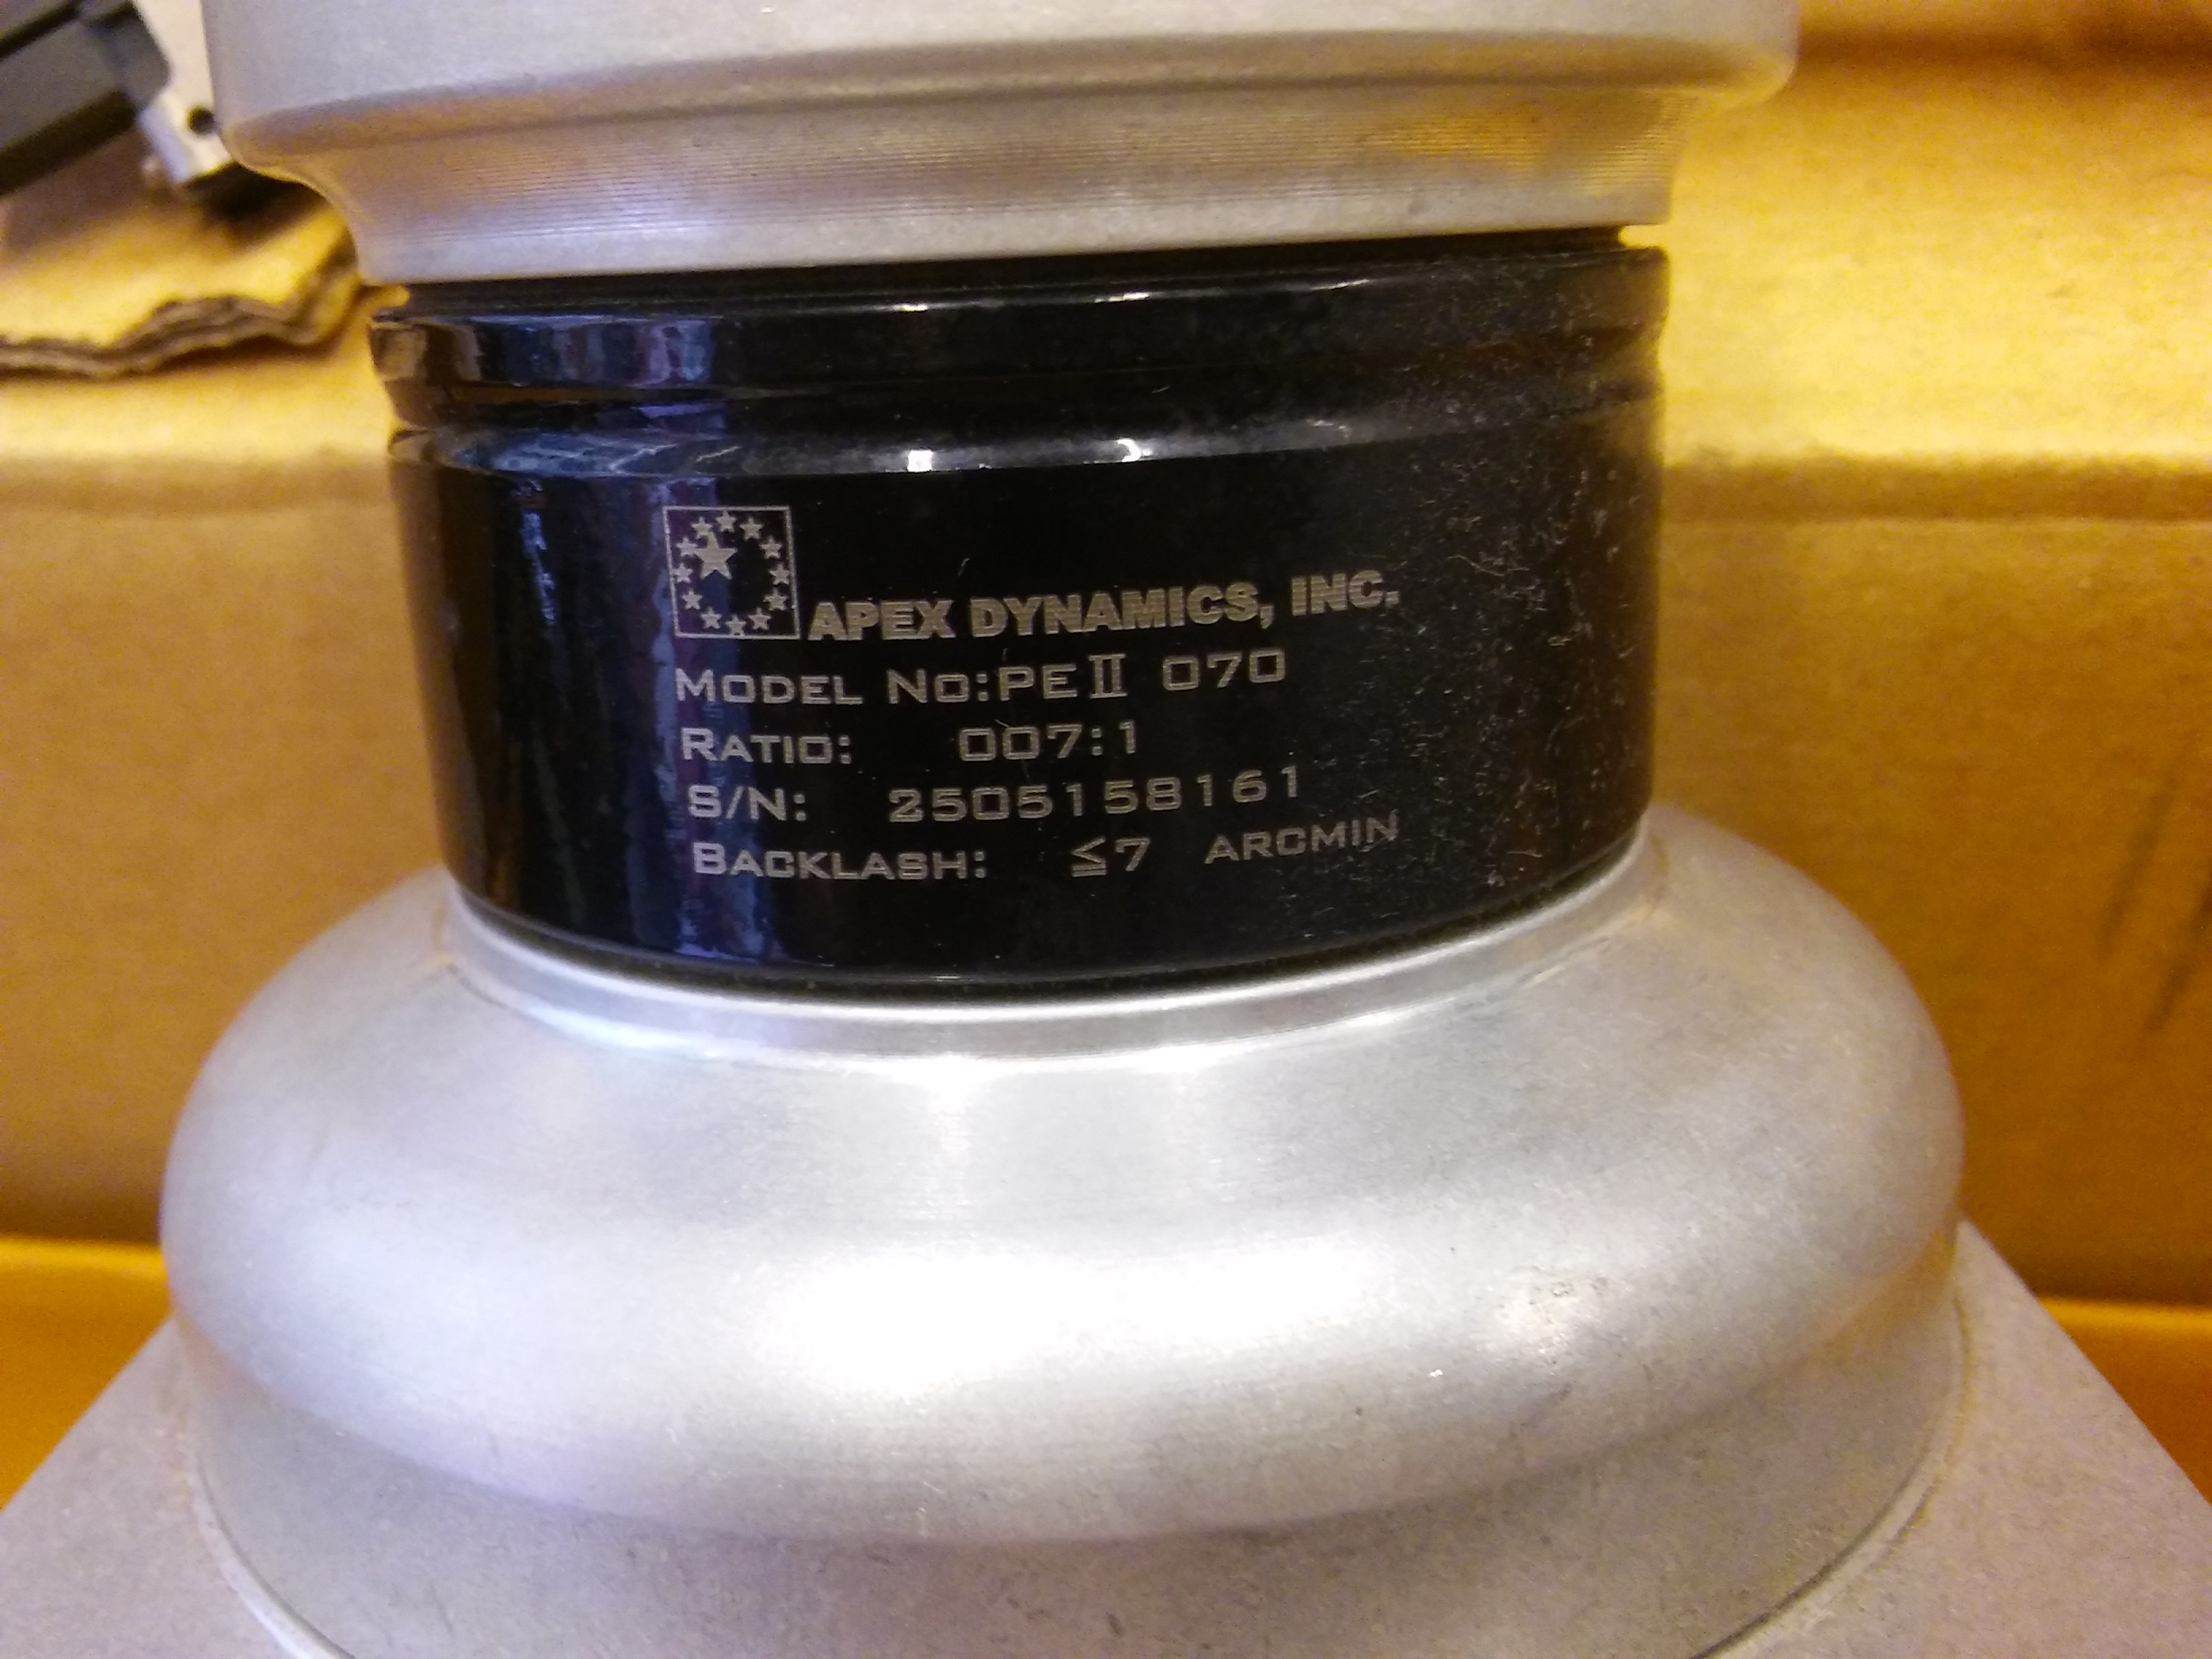 APEX DYNAMICS, INC.
MODEL NO:PEⅡ 070
RATIO: 007:1
S/N: 2505158161
BACKLASH: ≦7 ARCMIN